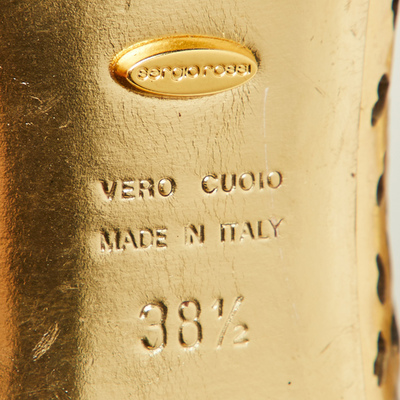 sergio rossi
VERO CUOIO
MADE IN ITALY
38½